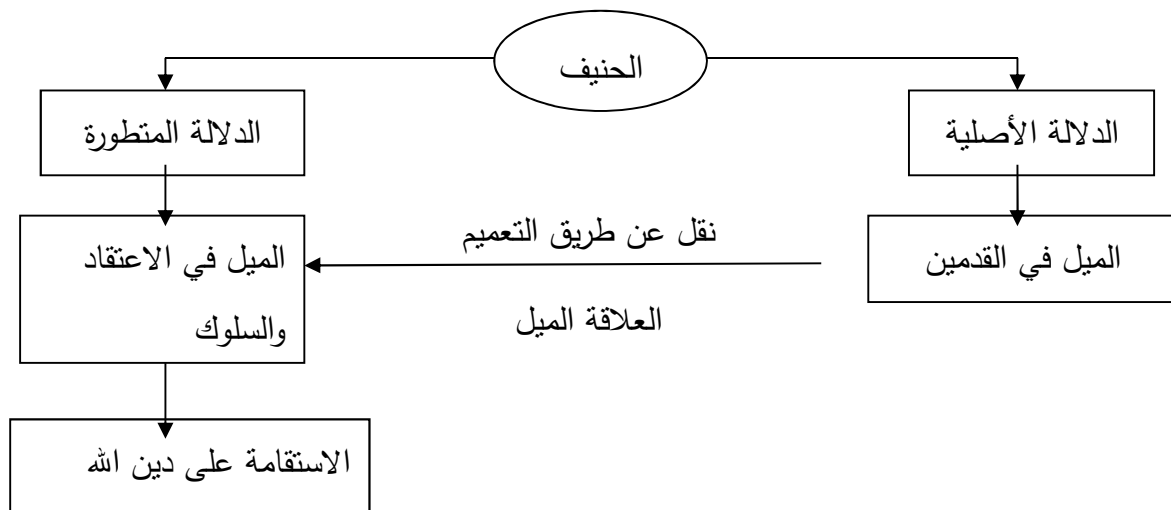 الحنيف
الدلالة الأصلية
الدلالة المتطورة
الميل في القدمين
نقل عن طريق التعميم
العلاقة الميل
الميل في الاعتقاد
والسلوك
الاستقامة على دين الله